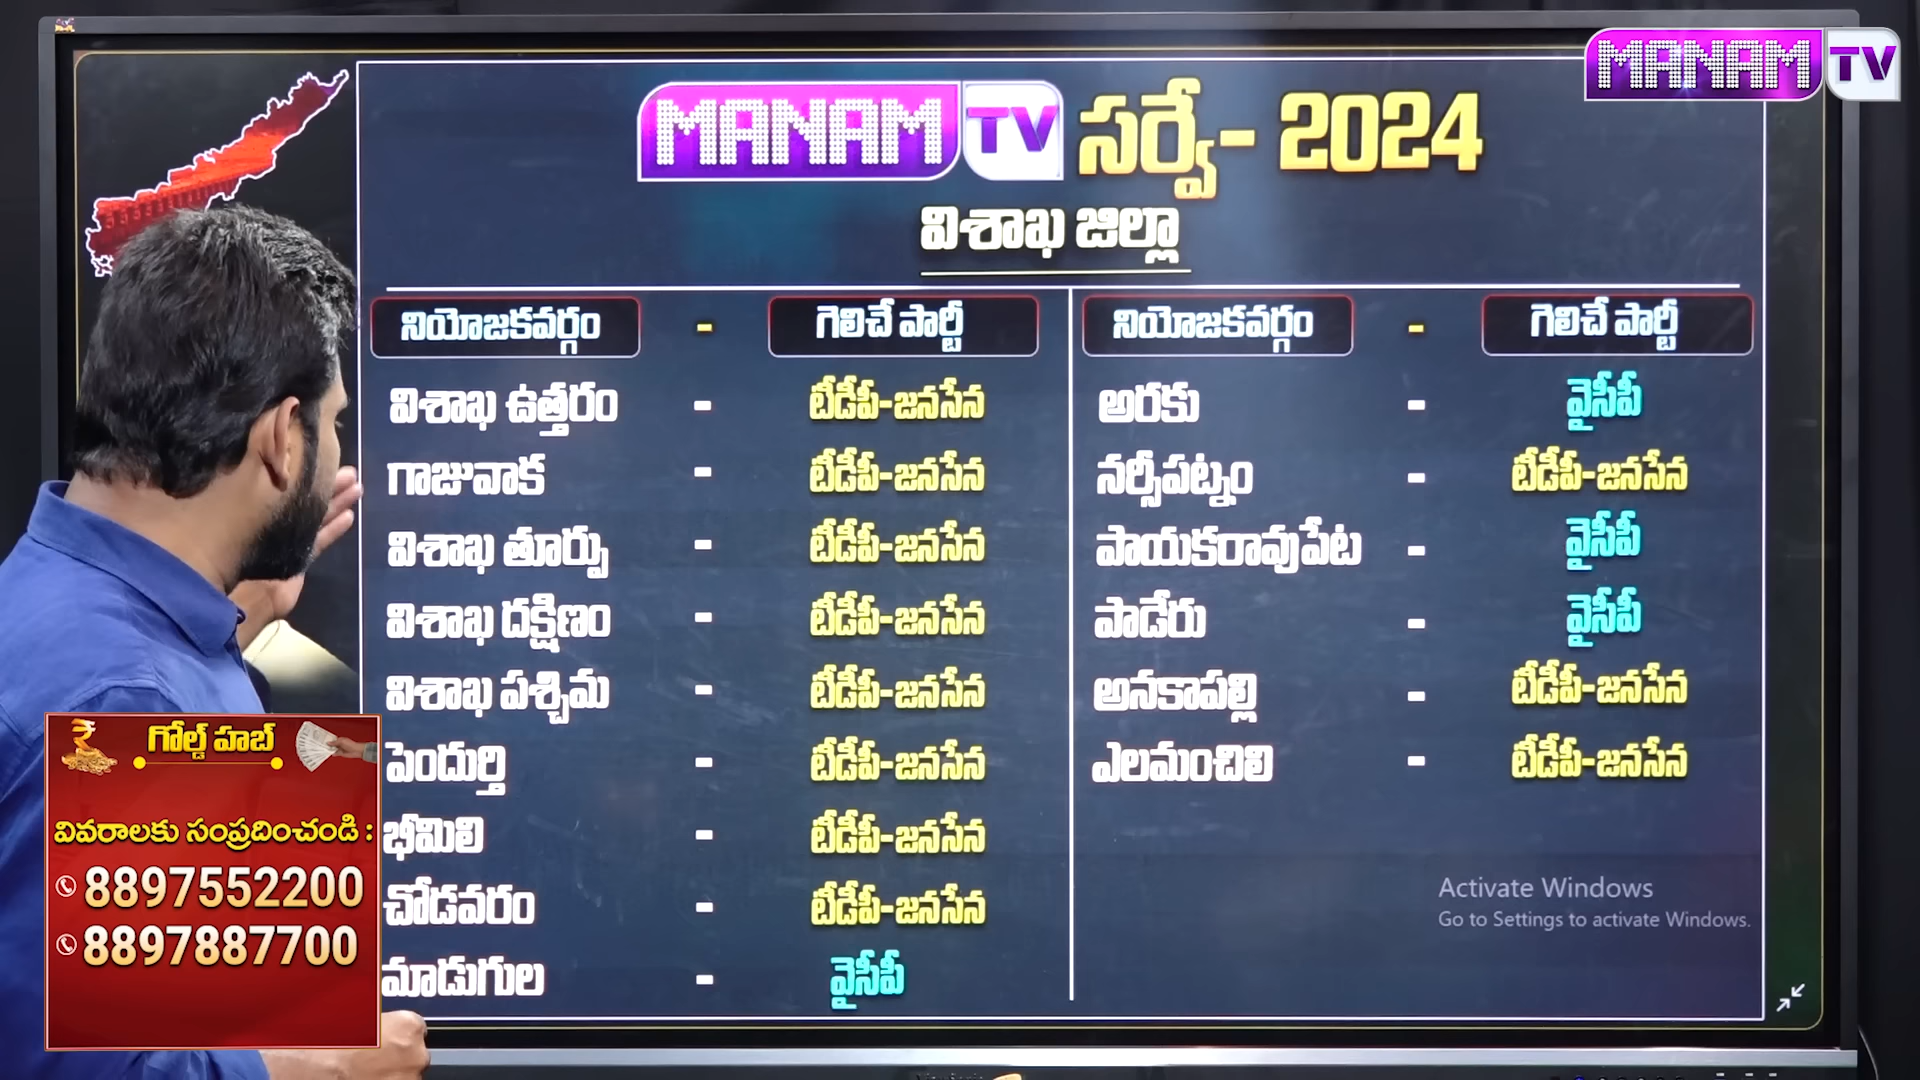 MANAM TV
MANAM TV సర్వే- 2024
విశాఖ జిల్లా
నియోజకవర్గం - గెలిచే పార్టీ
విశాఖ ఉత్తరం - టీడీపీ-జనసేన
గాజువాక - టీడీపీ-జనసేన
విశాఖ తూర్పు - టీడీపీ-జనసేన
విశాఖ దక్షిణం - టీడీపీ-జనసేన
విశాఖ పశ్చిమ - టీడీపీ-జనసేన
పెందుర్తి - టీడీపీ-జనసేన
భీమిలి - టీడీపీ-జనసేన
చోడవరం - టీడీపీ-జనసేన
మాడుగుల - వైసీపీ
నియోజకవర్గం - గెలిచే పార్టీ
అరకు - వైసీపీ
నర్సీపట్నం - టీడీపీ-జనసేన
పాయకరావుపేట - వైసీపీ
పాడేరు - వైసీపీ
అనకాపల్లి - టీడీపీ-జనసేన
ఎలమంచిలి - టీడీపీ-జనసేన
Activate Windows
Go to Settings to activate Windows.
గోల్డ్ హబ్
వివరాలకు సంప్రదించండి :
8897552200
8897887700